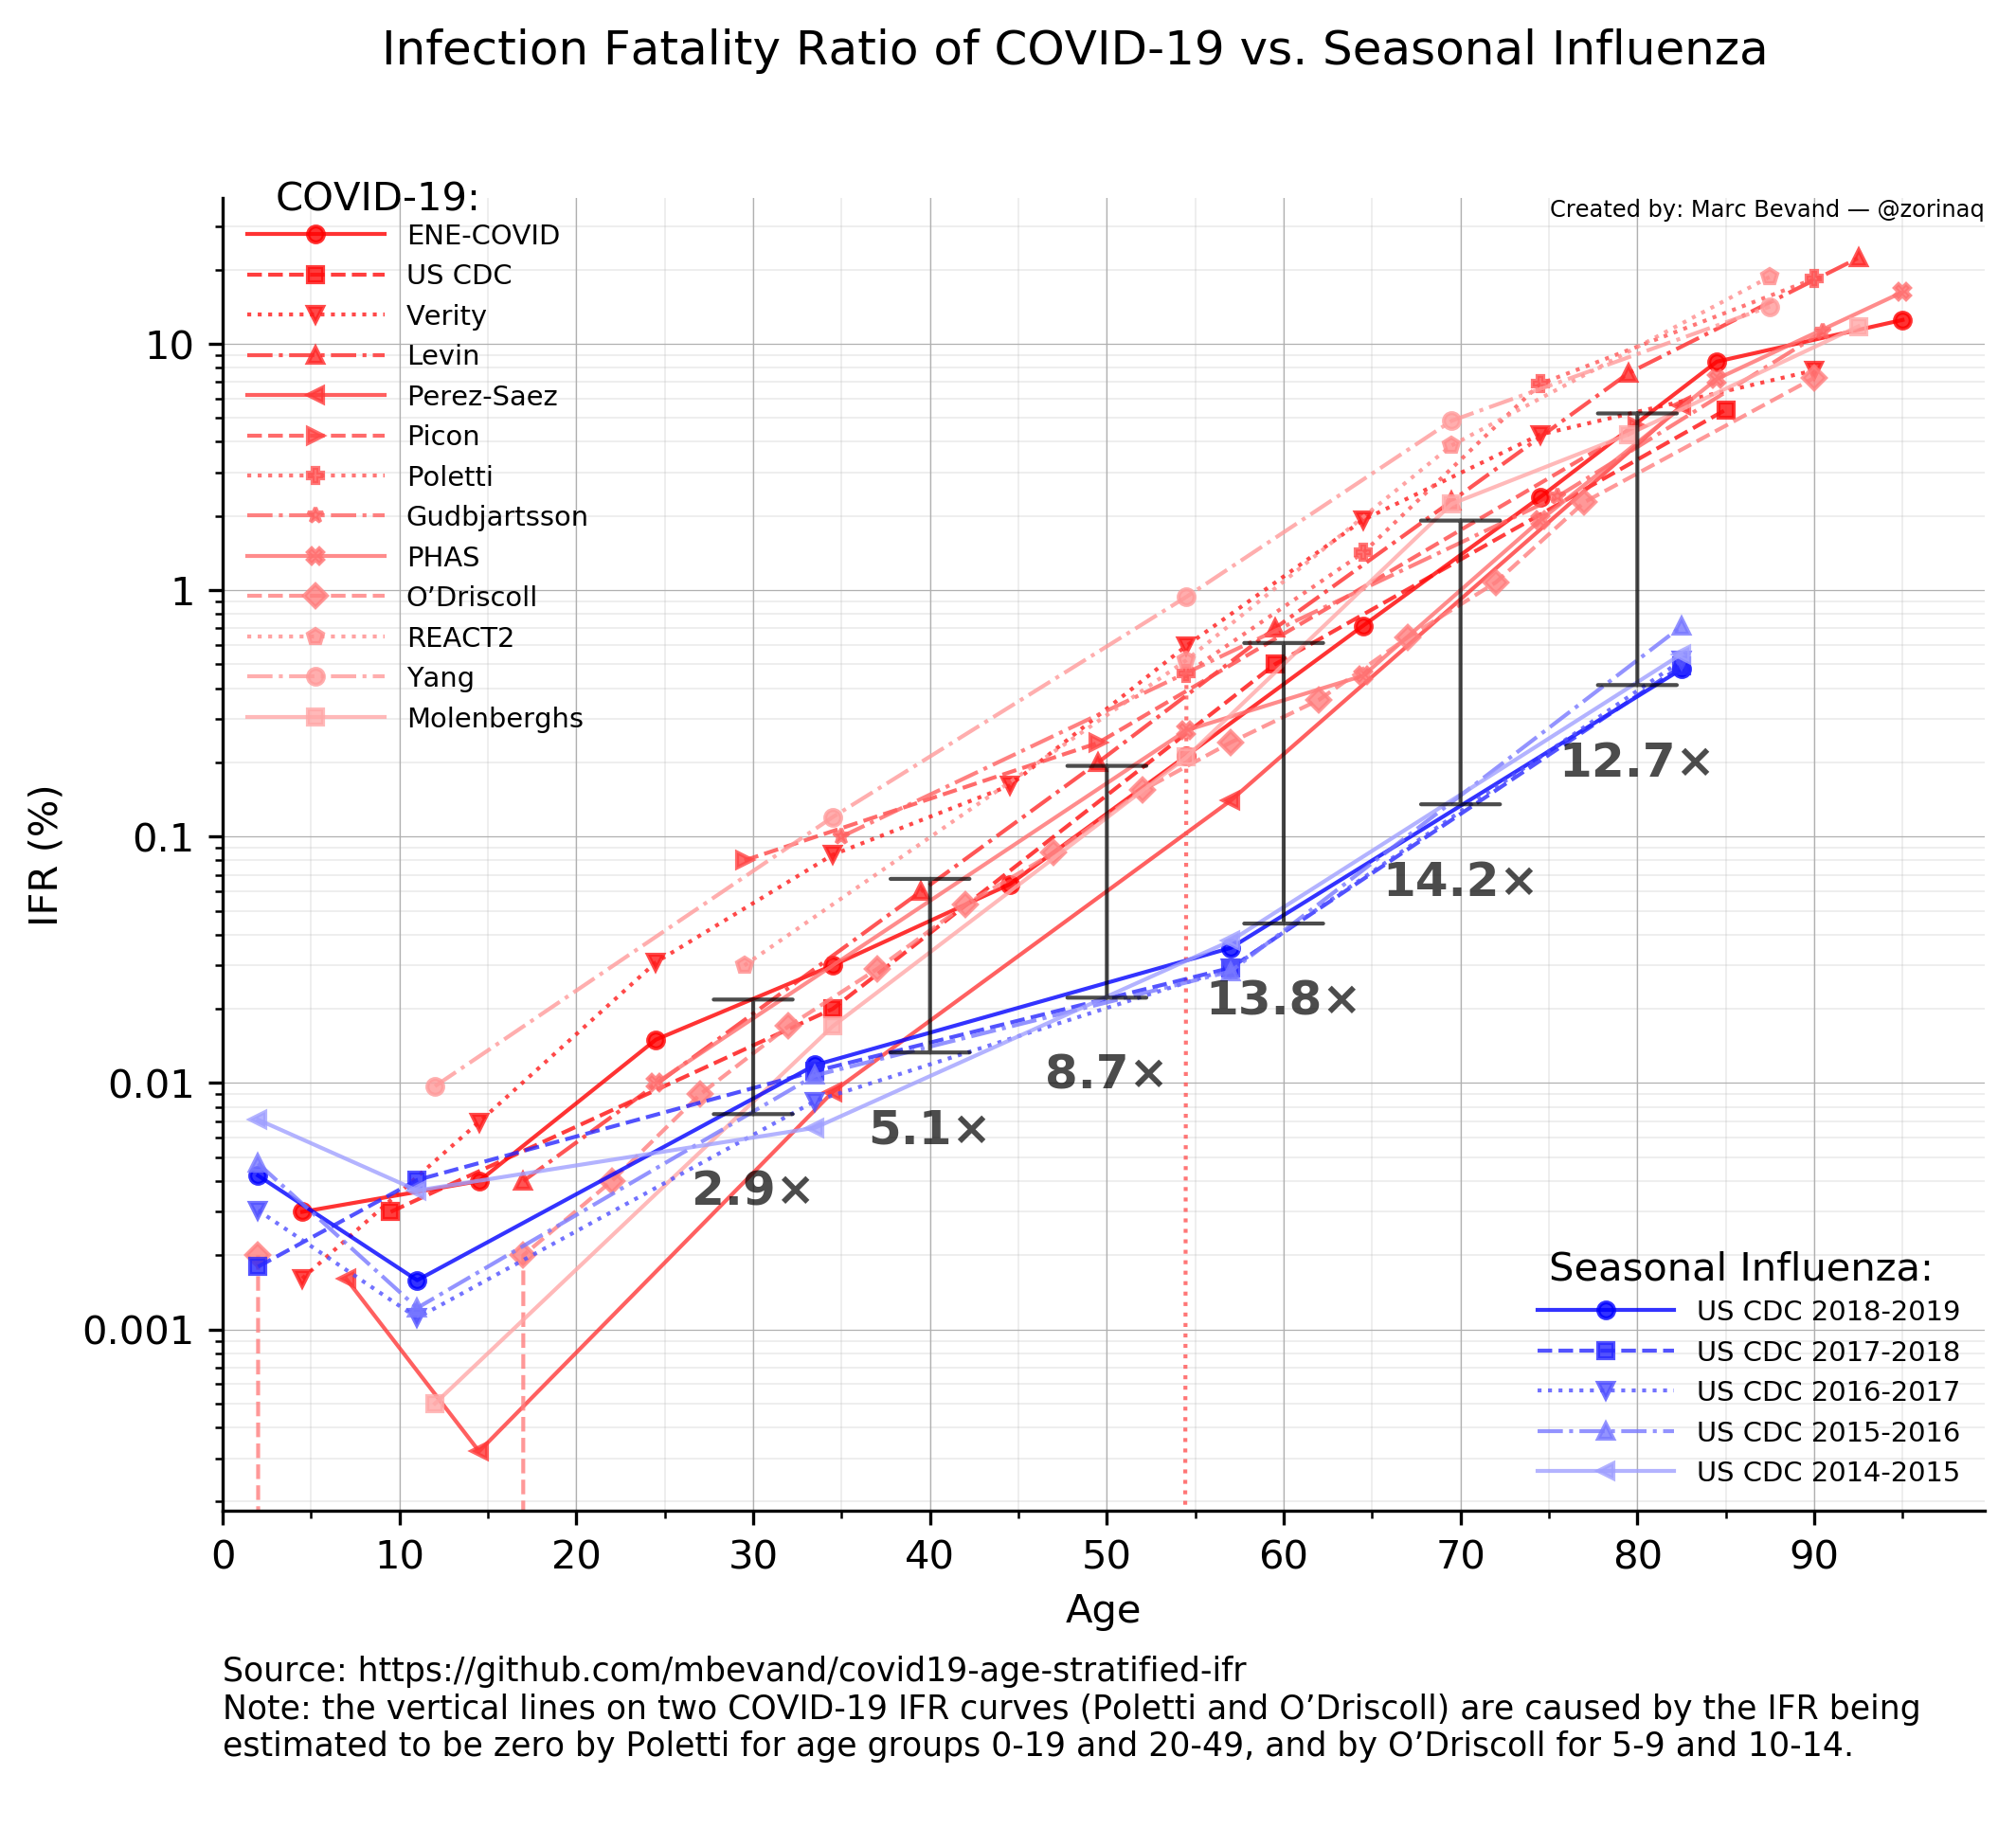 Infection Fatality Ratio of COVID-19 vs. Seasonal Influenza
COVID-19:
Created by: Marc Bevand — @zorinaq
ENE-COVID
US CDC
Verity
Levin
Perez-Saez
Picon
Poletti
Gudbjartsson
PHAS
O’Driscoll
REACT2
Yang
Molenberghs
IFR (%)
10
1
0.1
0.01
0.001
12.7×
14.2×
13.8×
8.7×
5.1×
2.9×
Seasonal Influenza:
US CDC 2018-2019
US CDC 2017-2018
US CDC 2016-2017
US CDC 2015-2016
US CDC 2014-2015
0 10 20 30 40 50 60 70 80 90
Age
Source: https://github.com/mbevand/covid19-age-stratified-ifr
Note: the vertical lines on two COVID-19 IFR curves (Poletti and O’Driscoll) are caused by the IFR being
estimated to be zero by Poletti for age groups 0-19 and 20-49, and by O’Driscoll for 5-9 and 10-14.